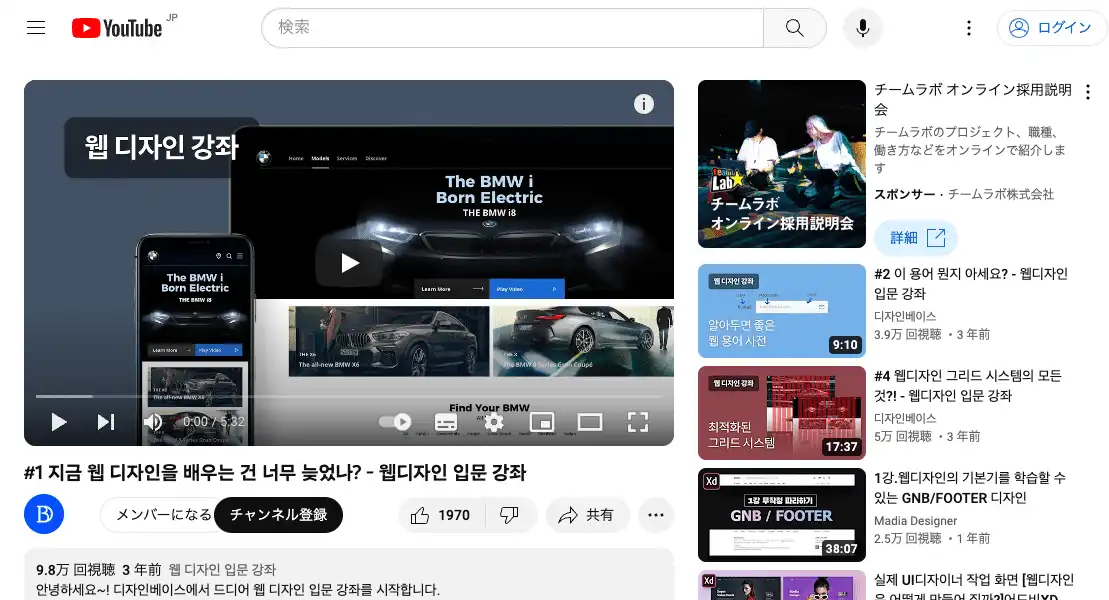 YouTube JP
検索
ログイン
웹 디자인 강좌
Home Models Services Discover
The BMW i
Born Electric
THE BMW i8
Learn More Play Video
The BMW i
Born Electric
THE BMW i8
Learn More Play Video
THE X6
The all-new BMW X6
THE 8
The BMW 8 Series Gran Coupé
Find Your BMW
0:00 / 5:32
#1 지금 웹 디자인을 배우는 건 너무 늦었나? - 웹디자인 입문 강좌
メンバーになる
チャンネル登録
1970
共有
9.8万 回視聴 3 年前 웹 디자인 입문 강좌
안녕하세요~! 디자인베이스에서 드디어 웹 디자인 입문 강좌를 시작합니다.
teamLab
チームラボ
オンライン採用説明会
チームラボ オンライン採用説明
会
チームラボのプロジェクト、職種、
働き方などをオンラインで紹介しま
す
スポンサー・チームラボ株式会社
詳細
웹 디자인 강좌
알아두면 좋은
웹 용어 사전
9:10
#2 이 용어 뭔지 아세요? - 웹디자인
입문 강좌
디자인베이스
3.9万 回視聴 ・3 年前
웹 디자인 강좌
최적화된
그리드 시스템
17:37
#4 웹디자인 그리드 시스템의 모든
것?! - 웹디자인 입문 강좌
디자인베이스
5万 回視聴 ・3 年前
Xd
1강 무작정 따라하기
GNB / FOOTER
38:07
1강.웹디자인의 기본기를 학습할 수
있는 GNB/FOOTER 디자인
Madia Designer
2.5万 回視聴 ・1 年前
Xd
실제 UI디자이너 작업 화면 [웹디자인
은 어떻게 만들어 질까?]어도비XD